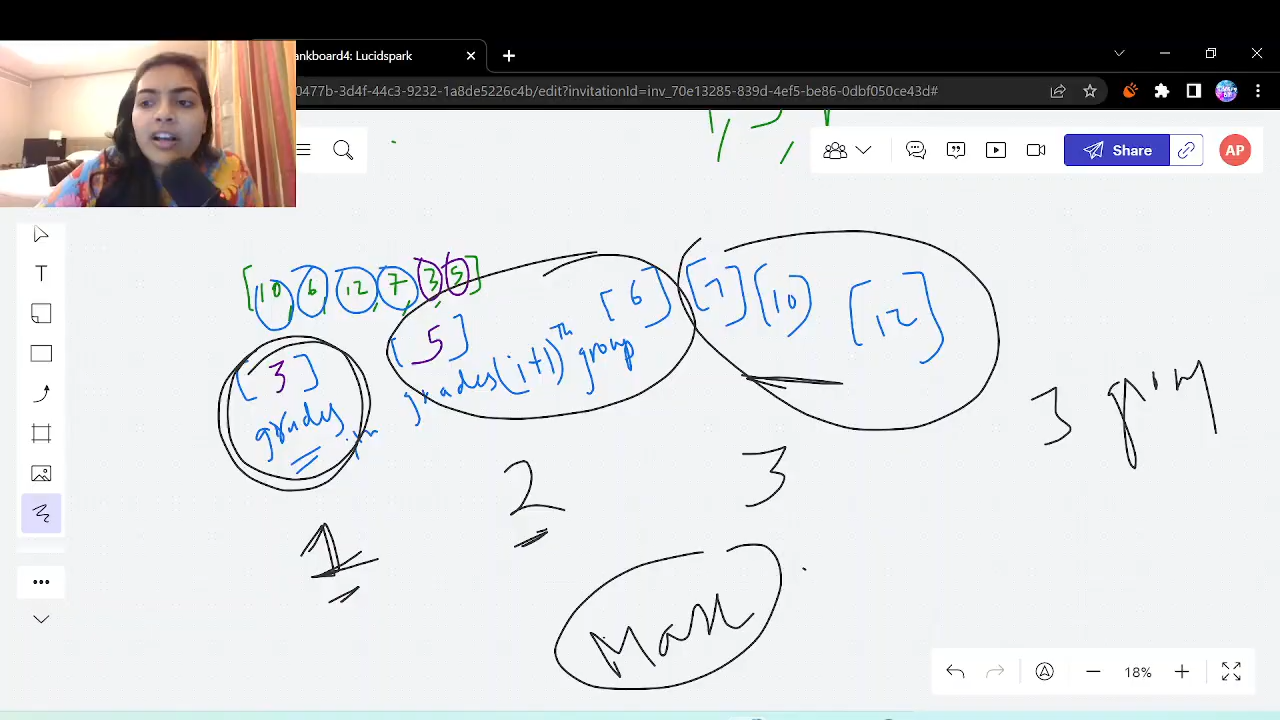 ankboard4: Lucidspark
0477b-3d4f-44c3-9232-1a8de5226c4b/edit?invitationId=inv_70e13285-839d-4ef5-be86-0dbf050ce43d#
Share
AP
T
[10, 6, 12, 7, 3, 5]
[3]
grades
[5] [6]
grades(i+1)th group
[7] [10] [12]
3
1
2
3
Max
18%